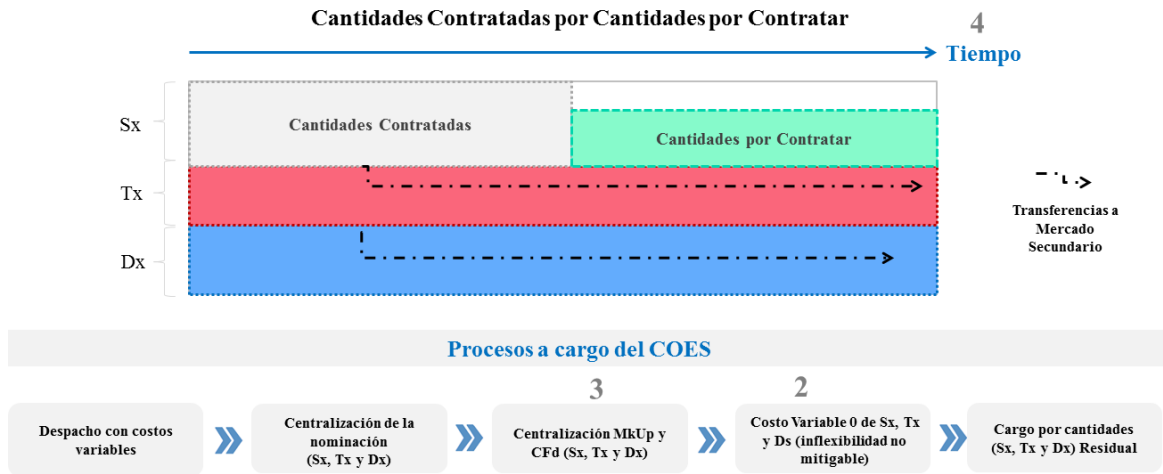 Cantidades Contratadas por Cantidades por Contratar
4
Tiempo
Sx
Cantidades Contratadas
Cantidades por Contratar
Tx
Dx
Transferencias a
Mercado
Secundario
Procesos a cargo del COES
3
2
Despacho con costos
variables
Centralización de la
nominación
(Sx, Tx y Dx)
Centralización MkUp y
CFd (Sx, Tx y Dx)
Costo Variable 0 de Sx, Tx
y Ds (inflexibilidad no
mitigable)
Cargo por cantidades
(Sx, Tx y Dx) Residual